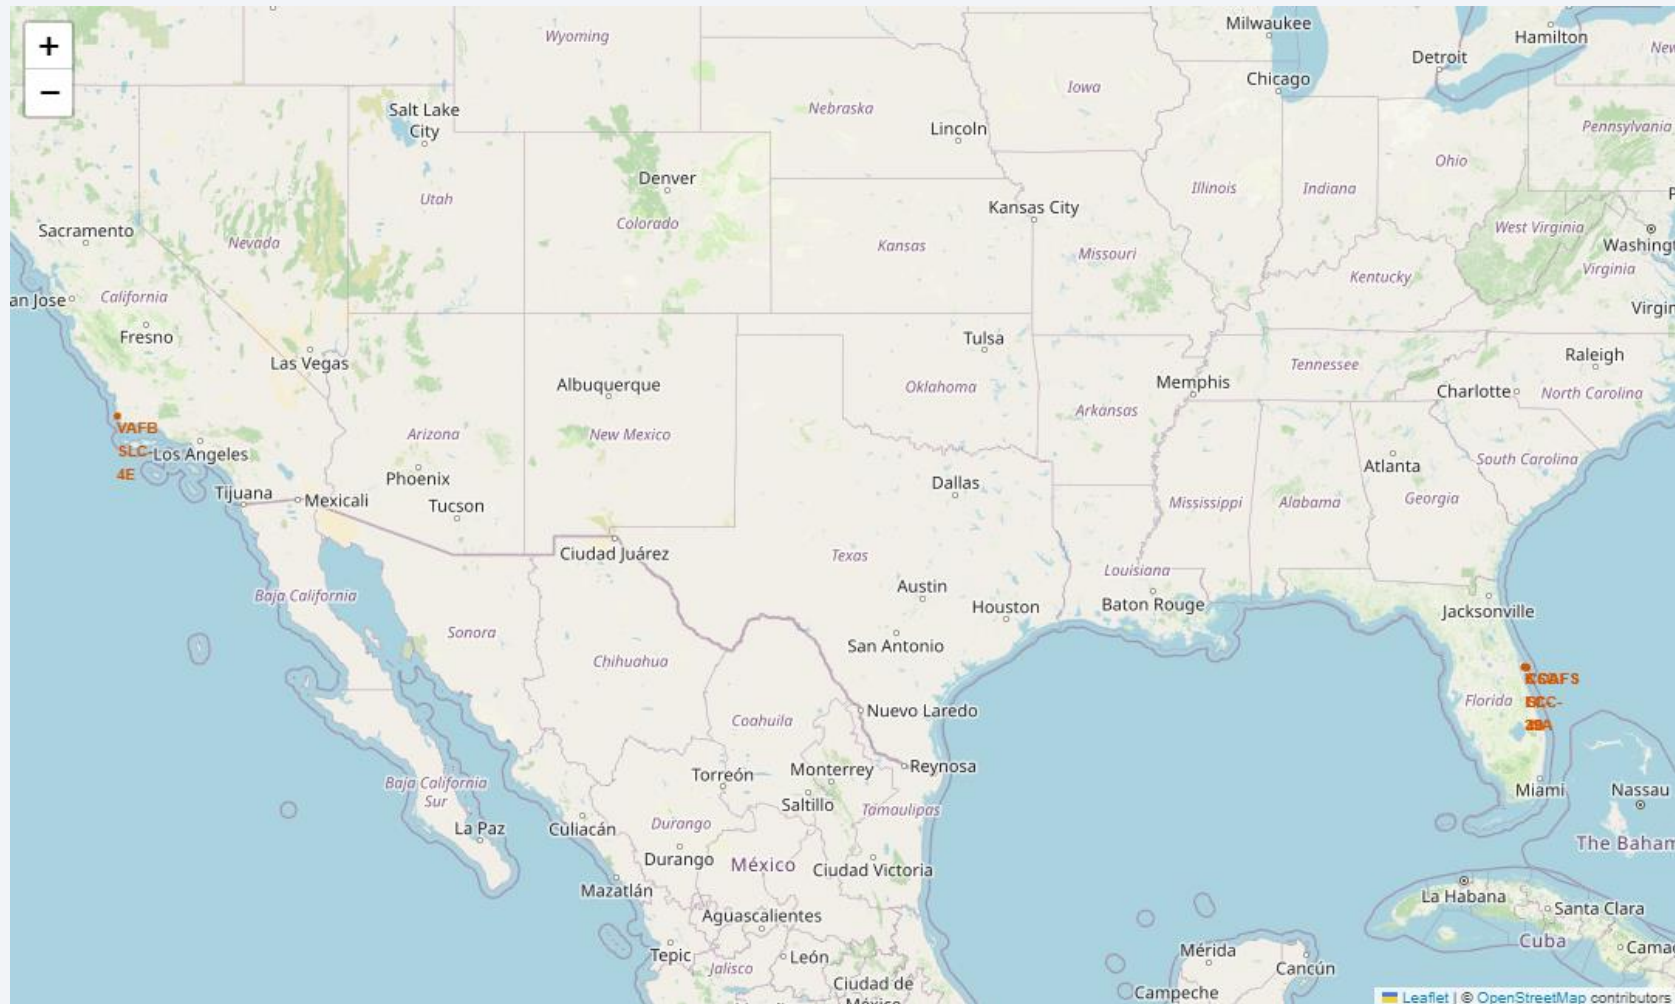 +
−
Milwaukee
Hamilton
Wyoming
Detroit
Chicago
Iowa
Salt Lake
City
Nebraska
Lincoln
Pennsylvania
Ohio
Denver
Illinois
Indiana
Utah
Kansas City
Colorado
West Virginia
Sacramento
Nevada
Kansas
Missouri
Washingt
Virginia
Kentucky
California
an Jose
Virgin
Fresno
Las Vegas
Tulsa
Raleigh
Tennessee
Albuquerque
Oklahoma
Memphis
Charlotte
North Carolina
Arkansas
VAFB
SLC-
4E
Los Angeles
Arizona
New Mexico
Atlanta
South Carolina
Phoenix
Dallas
Tijuana
Mexicali
Tucson
Mississippi
Alabama
Georgia
Ciudad Juárez
Texas
Louisiana
Austin
Baja California
Houston
Baton Rouge
Jacksonville
Sonora
San Antonio
Chihuahua
Florida
Nuevo Laredo
Coahuila
Torreón
Monterrey
Reynosa
Baja California
Sur
Saltillo
Tamaulipas
Miami
Nassau
La Paz
Culiacán
Durango
The Baham
Durango
México
Ciudad Victoria
Mazatlán
La Habana
Aguascalientes
Santa Clara
Cuba
Camag
Tepic
León
Jalisco
Mérida
Cancún
Ciudad de
México
Campeche
Leaflet | © OpenStreetMap contributors